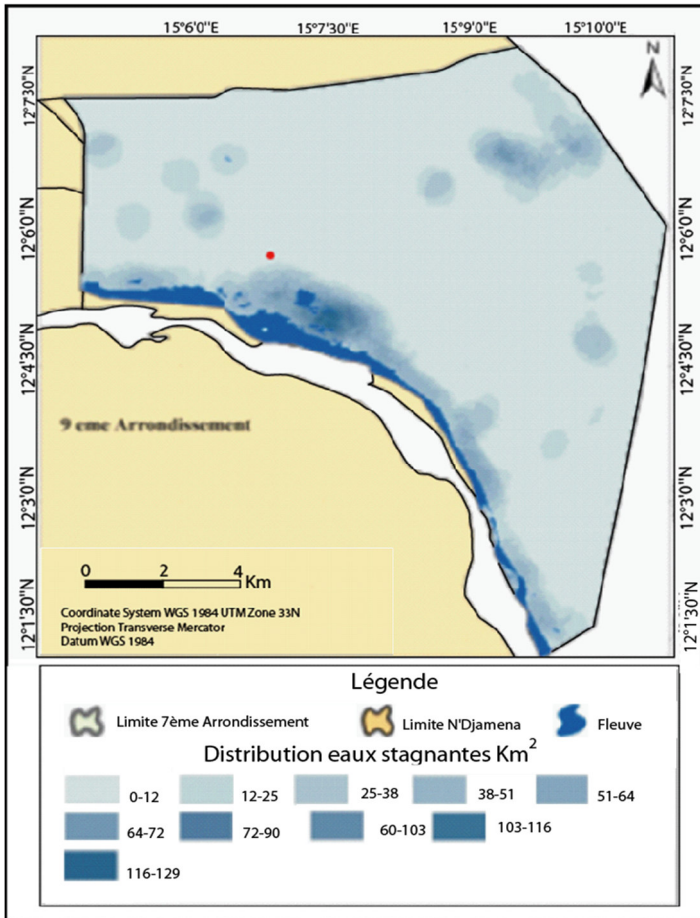 15°6'0"E 15°7'30"E 15°9'0"E 15°10'0"E
N
12°7'30"N 12°7'30"N
12°6'0"N 12°6'0"N
12°4'30"N 12°4'30"N
9 eme Arrondissement
12°3'0"N 12°3'0"N
0 2 4 Km
12°1'30"N 12°1'30"N
Coordinate System WGS 1984 UTM Zone 33N
Projection Transverse Mercator
Datum WGS 1984
Légende
Limite 7ème Arrondissement Limite N'Djamena Fleuve
Distribution eaux stagnantes Km²
0-12 12-25 25-38 38-51 51-64
64-72 72-90 60-103 103-116
116-129